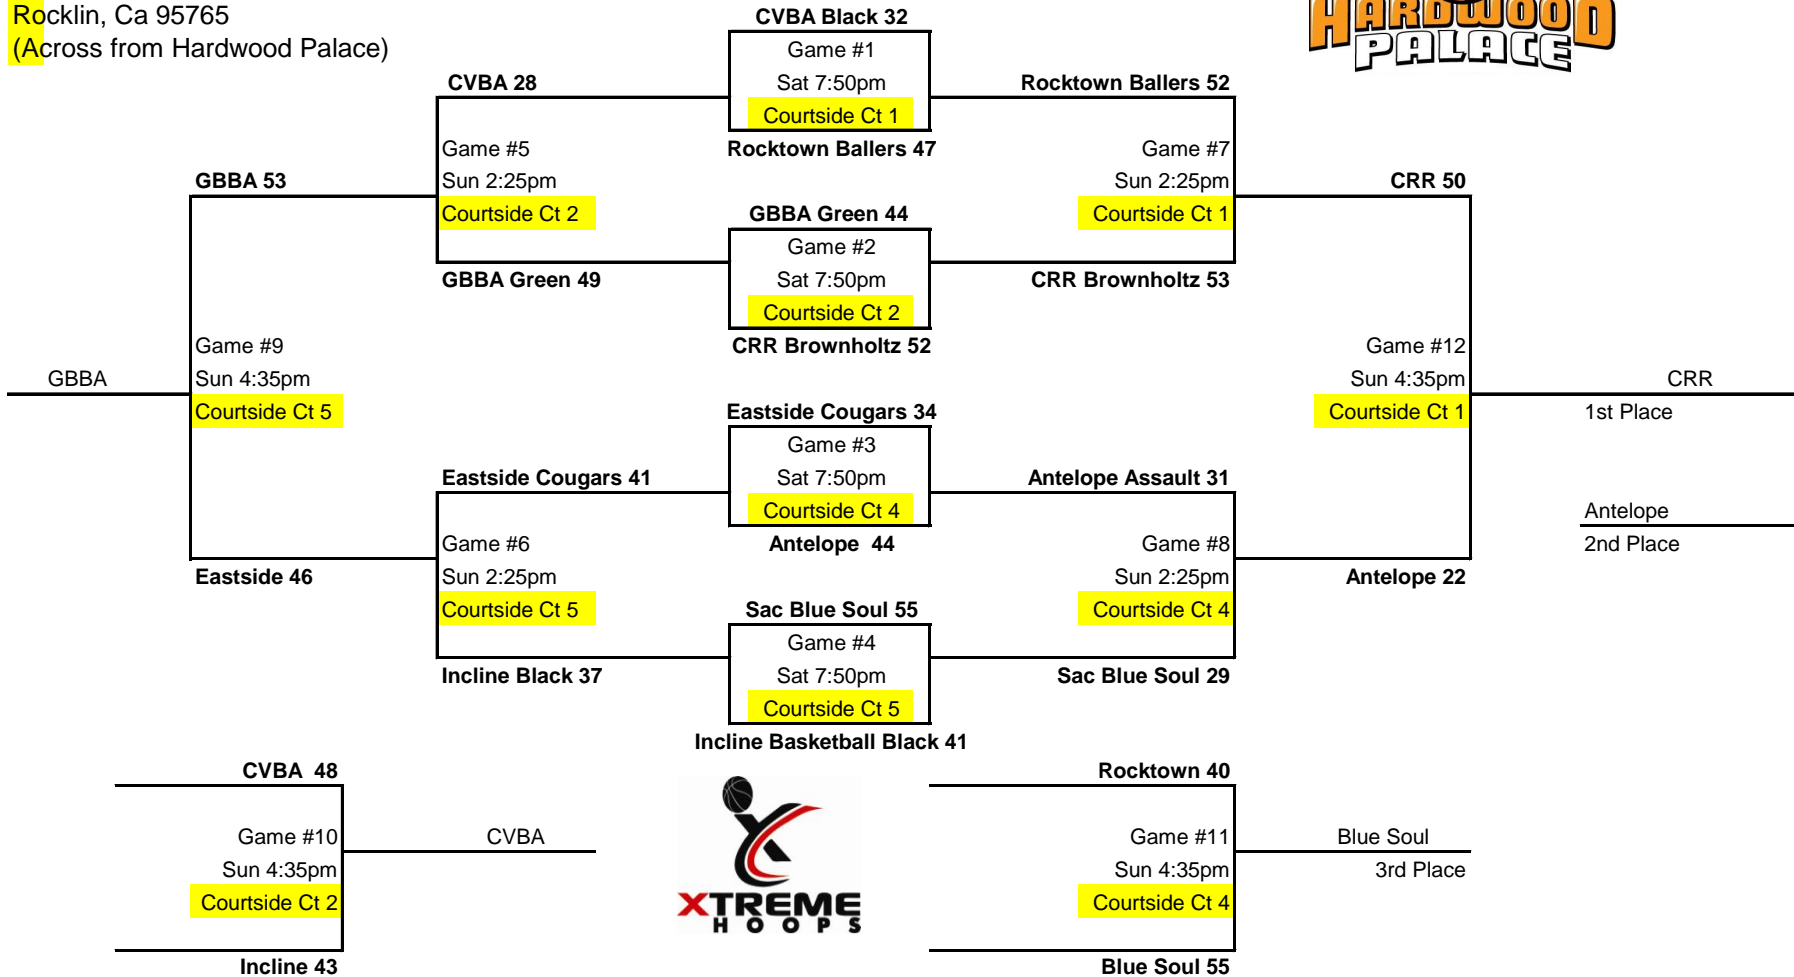 Rocklin, Ca 95765
(Across from Hardwood Palace)
HARDWOOD
PALACE
CVBA Black 32
Game #1
Sat 7:50pm
Courtside Ct 1
Rocktown Ballers 47
CVBA 28
Game #5
Sun 2:25pm
Courtside Ct 2
GBBA Green 49
Rocktown Ballers 52
Game #7
Sun 2:25pm
Courtside Ct 1
CRR Brownholtz 53
GBBA Green 44
Game #2
Sat 7:50pm
Courtside Ct 2
CRR Brownholtz 52
GBBA 53
Game #9
Sun 4:35pm
Courtside Ct 5
Eastside 46
GBBA
CRR 50
Game #12
Sun 4:35pm
Courtside Ct 1
Antelope 22
CRR
1st Place
Antelope
2nd Place
Eastside Cougars 34
Game #3
Sat 7:50pm
Courtside Ct 4
Antelope  44
Eastside Cougars 41
Game #6
Sun 2:25pm
Courtside Ct 5
Incline Black 37
Antelope Assault 31
Game #8
Sun 2:25pm
Courtside Ct 4
Sac Blue Soul 29
Sac Blue Soul 55
Game #4
Sat 7:50pm
Courtside Ct 5
Incline Basketball Black 41
CVBA  48
Game #10
Sun 4:35pm
Courtside Ct 2
Incline 43
CVBA
XTREME
HOOPS
Rocktown 40
Game #11
Sun 4:35pm
Courtside Ct 4
Blue Soul 55
Blue Soul
3rd Place